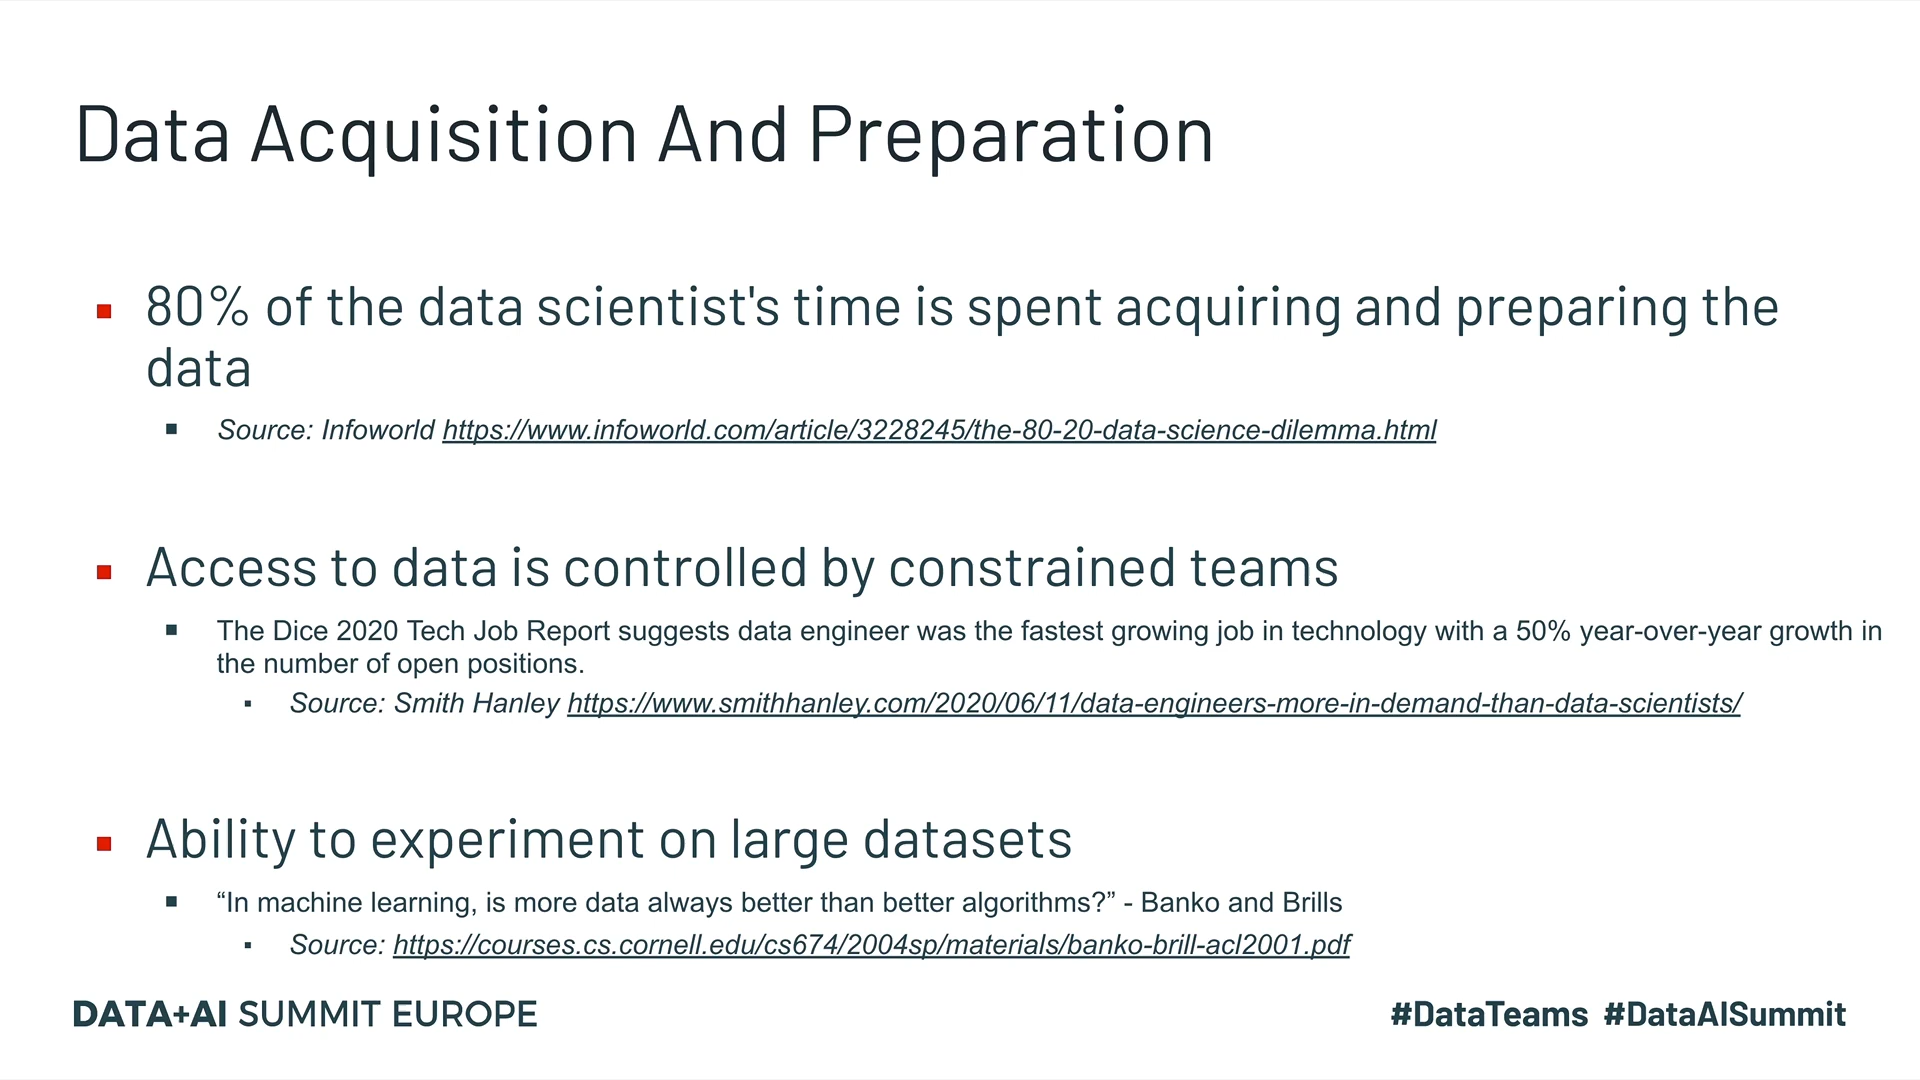 Data Acquisition And Preparation
80% of the data scientist's time is spent acquiring and preparing the
data
Source: Infoworld https://www.infoworld.com/article/3228245/the-80-20-data-science-dilemma.html
Access to data is controlled by constrained teams
The Dice 2020 Tech Job Report suggests data engineer was the fastest growing job in technology with a 50% year-over-year growth in
the number of open positions.
Source: Smith Hanley https://www.smithhanley.com/2020/06/11/data-engineers-more-in-demand-than-data-scientists/
Ability to experiment on large datasets
“In machine learning, is more data always better than better algorithms?” - Banko and Brills
Source: https://courses.cs.cornell.edu/cs674/2004sp/materials/banko-brill-acl2001.pdf
DATA+AI SUMMIT EUROPE
#DataTeams #DataAISummit